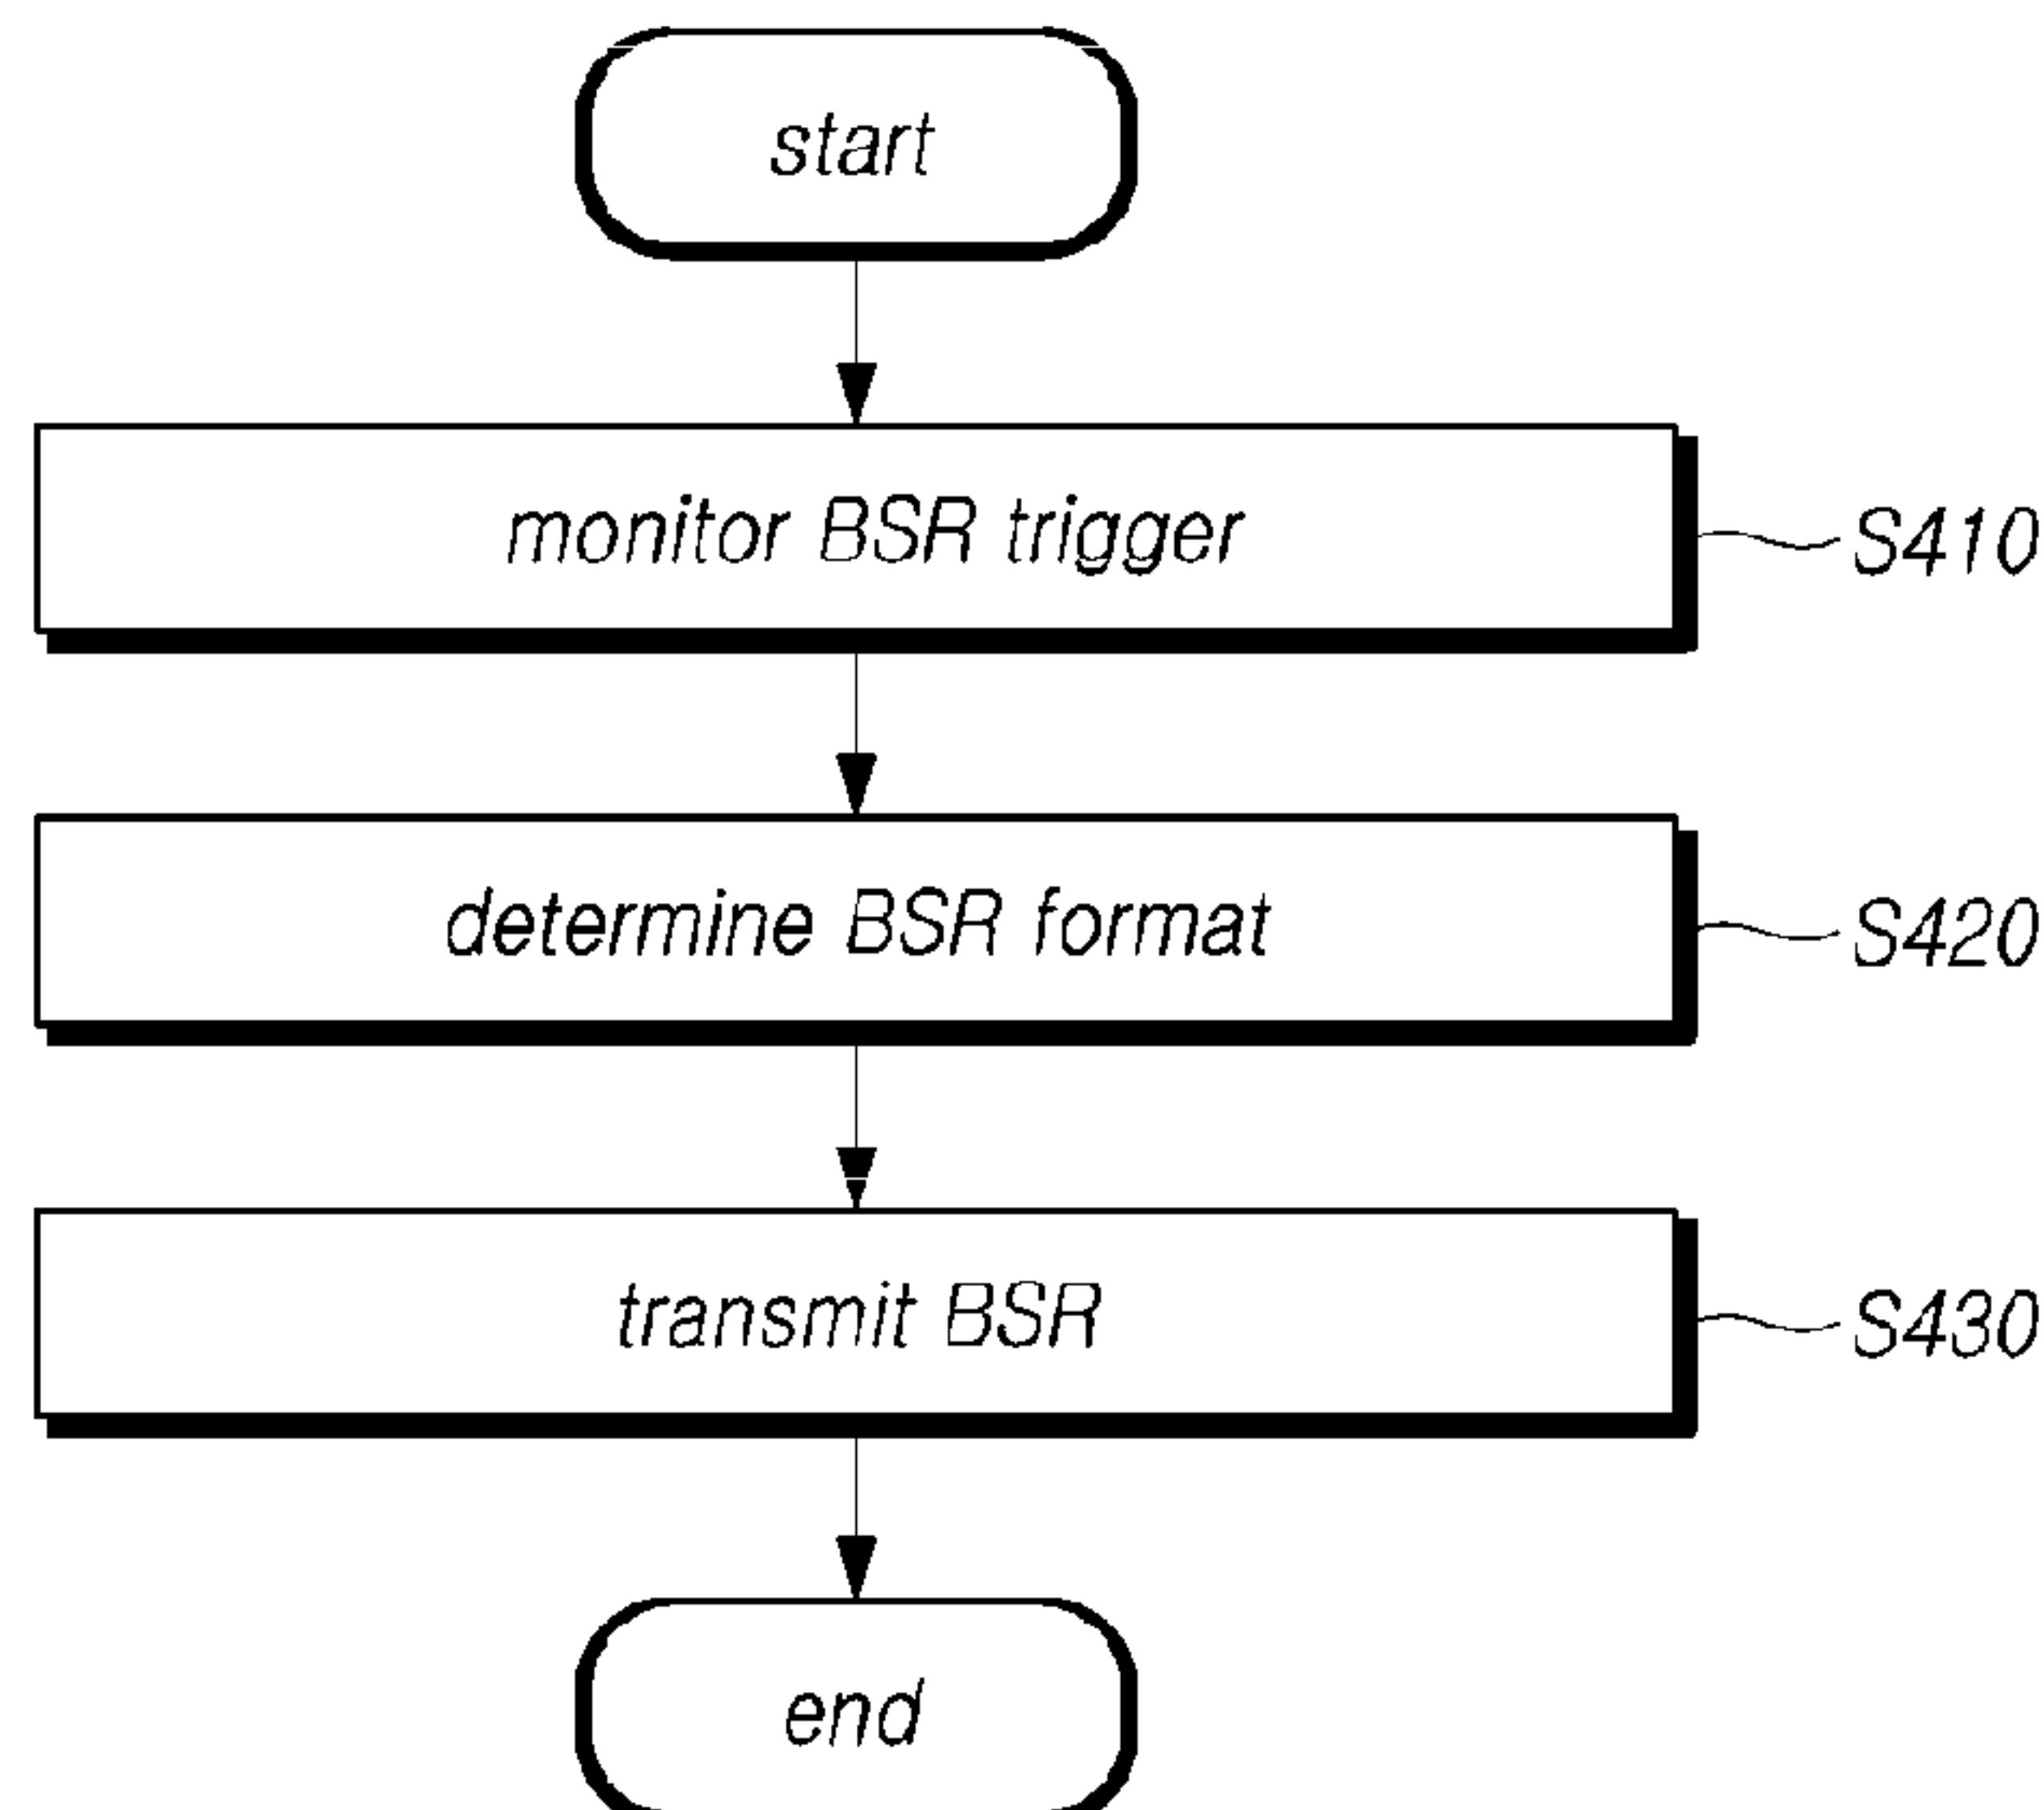 start
monitor BSR trigger
S410
determine BSR format
S420
transmit BSR
S430
end